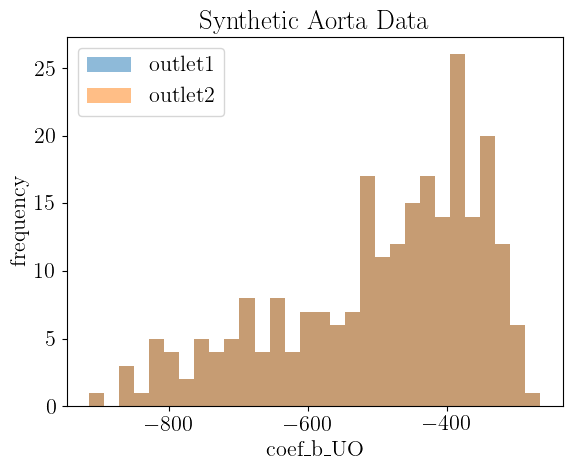 Synthetic Aorta Data
outlet1
outlet2
25
20
15
10
5
0
frequency
−800
−600
−400
coef_b_UO